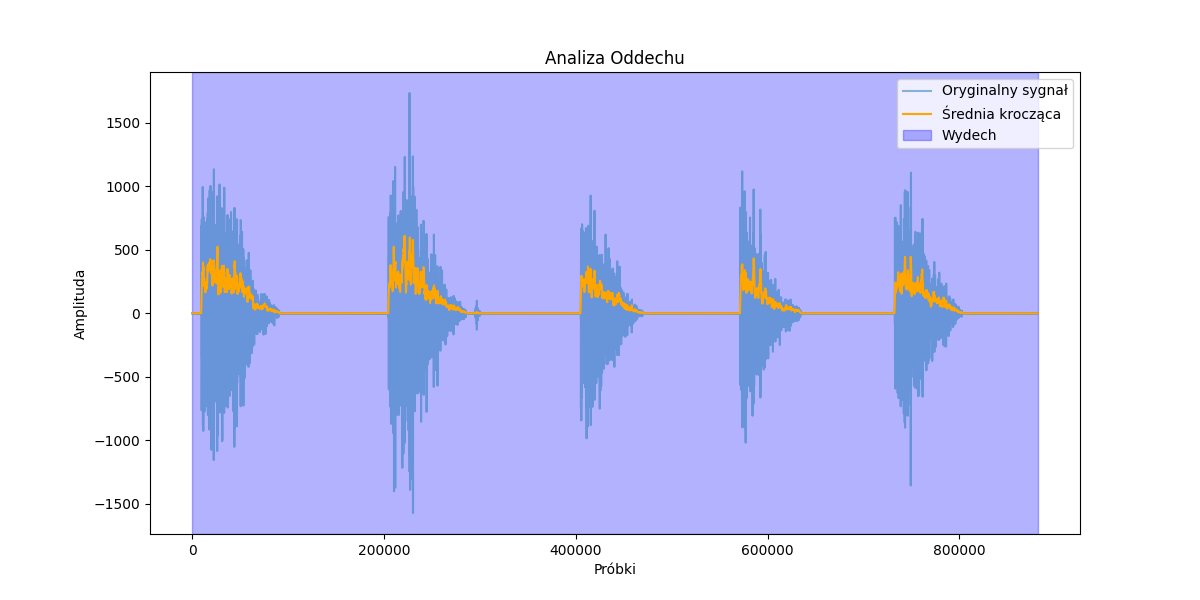 Analiza Oddechu
Oryginalny sygnał
Średnia krocząca
Wydech
Amplituda
1500
1000
500
0
−500
−1000
−1500
0 200000 400000 600000 800000
Próbki